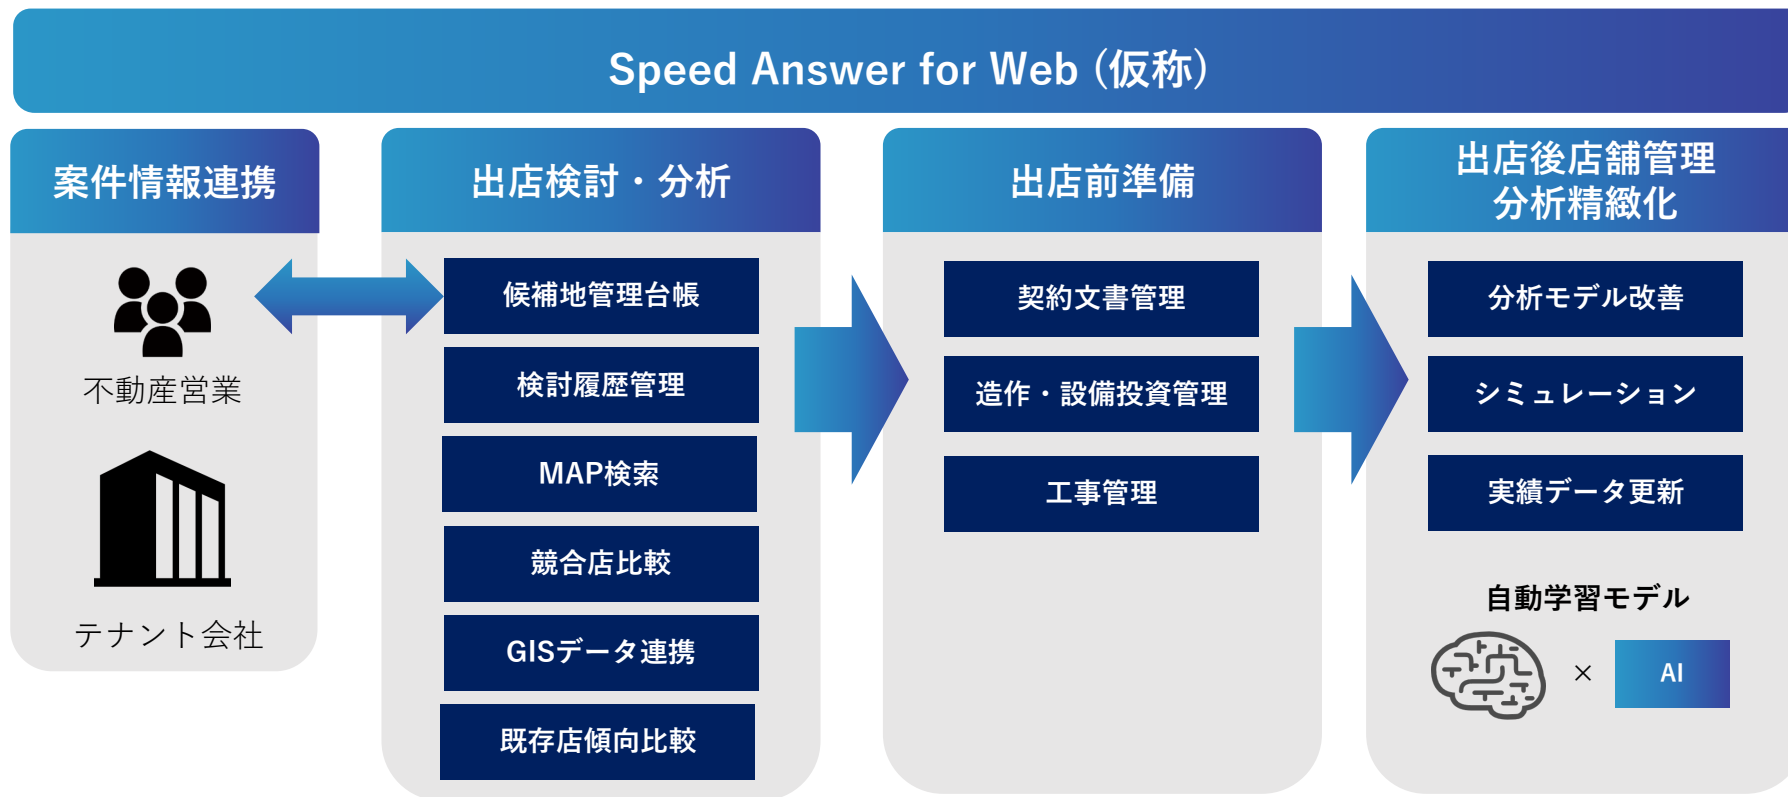 Speed Answer for Web (仮称)
案件情報連携
不動産営業
テナント会社
出店検討・分析
候補地管理台帳
検討履歴管理
MAP検索
競合店比較
GISデータ連携
既存店傾向比較
出店前準備
契約文書管理
造作・設備投資管理
工事管理
出店後店舗管理
分析精緻化
分析モデル改善
シミュレーション
実績データ更新
自動学習モデル
× AI